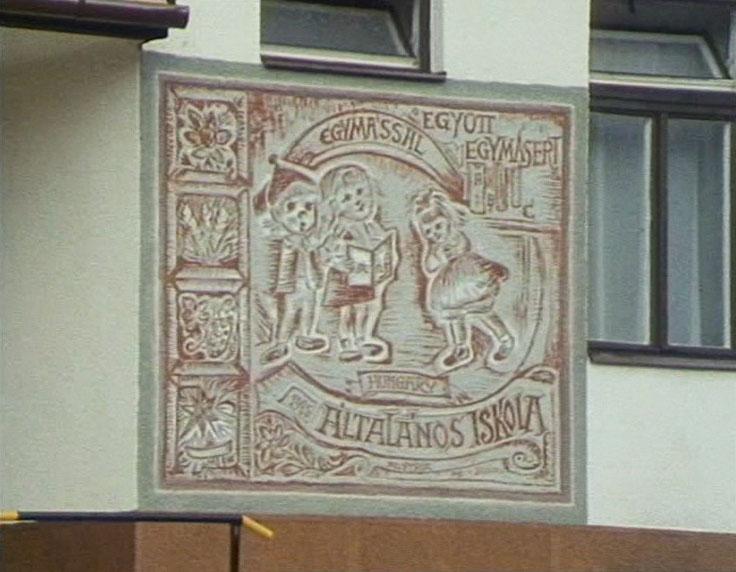 EGYMÁSSAL
EGYÜTT
EGYMÁSÉRT
HUNGARY
ÁLTALÁNOS ISKOLA